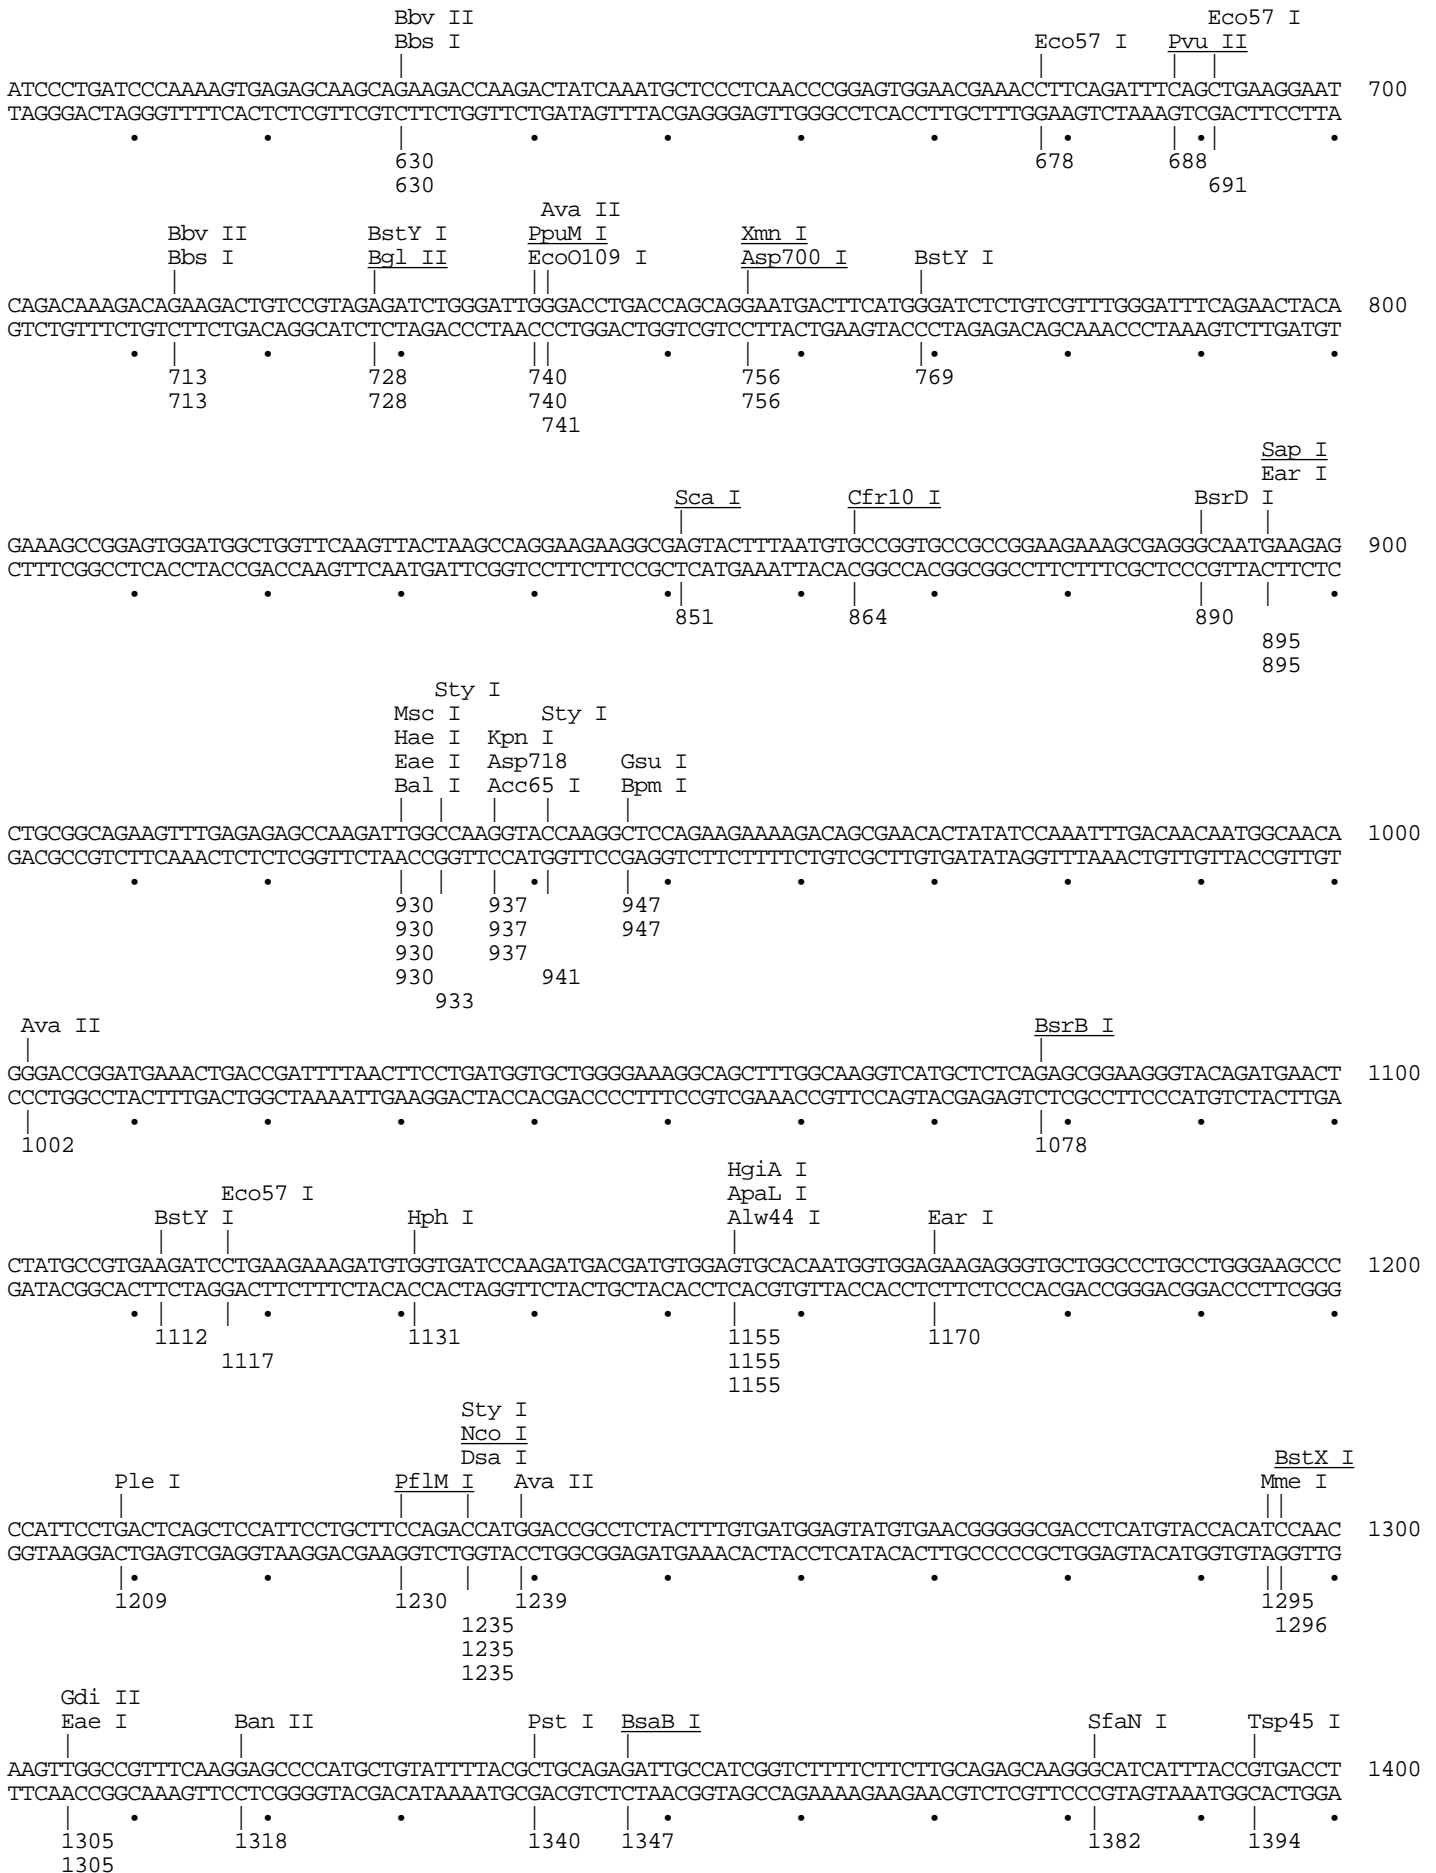 Bbv II Eco57 I
Bbs I Eco57 I Pvu II
ATCCCTGATCCCAAAAGTGAGAGCAAGCAGAAGACCAAGACTATCAAATGCTCCCTCAACCCGGAGTGGAACGAAACCTTCAGATTTCAGCTGAAGGAAT 700
TAGGGACTAGGGTTTTCACTCTCGTTCGTCTTCTGGTTCTGATAGTTTACGAGGGAGTTGGGCCTCACCTTGCTTTGGAAGTCTAAAGTCGACTTCCTTA
630 678 688
630 691
Ava II
Bbv II BstY I PpuM I Xmn I
Bbs I Bgl II EcoO109 I Asp700 I BstY I
CAGACAAAGACAGAAGACTGTCCGTAGAGATCTGGGATTGGGACCTGACCAGCAGGAATGACTTCATGGGATCTCTGTCGTTTGGGATTTCAGAACTACA 800
GTCTGTTTCTGTCTTCTGACAGGCATCTCTAGACCCTAACCCTGGACTGGTCGTCCTTACTGAAGTACCCTAGAGACAGCAAACCCTAAAGTCTTGATGT
713 728 740 756 769
713 728 740 756
741
Sap I
Ear I
Sca I Cfr10 I BsrD I
GAAAGCCGGAGTGGATGGCTGGTTCAAGTTACTAAGCCAGGAAGAAGGCGAGTACTTTAATGTGCCGGTGCCGCCGGAAGAAAGCGAGGGCAATGAAGAG 900
CTTTCGGCCTCACCTACCGACCAAGTTCAATGATTCGGTCCTTCTTCCGCTCATGAAATTACACGGCCACGGCGGCCTTCTTTCGCTCCCGTTACTTCTC
851 864 890
895
895
Sty I
Msc I Sty I
Hae I Kpn I
Eae I Asp718 Gsu I
Bal I Acc65 I Bpm I
CTGCGGCAGAAGTTTGAGAGAGCCAAGATTGGCCAAGGTACCAAGGCTCCAGAAGAAAAGACAGCGAACACTATATCCAAATTTGACAACAATGGCAACA 1000
GACGCCGTCTTCAAACTCTCTCGGTTCTAACCGGTTCCATGGTTCCGAGGTCTTCTTTTCTGTCGCTTGTGATATAGGTTTAAACTGTTGTTACCGTTGT
930 937 947
930 937 947
930 937
930 941
933
Ava II BsrB I
GGGACCGGATGAAACTGACCGATTTTAACTTCCTGATGGTGCTGGGGAAAGGCAGCTTTGGCAAGGTCATGCTCTCAGAGCGGAAGGGTACAGATGAACT 1100
CCCTGGCCTACTTTGACTGGCTAAAATTGAAGGACTACCACGACCCCTTTCCGTCGAAACCGTTCCAGTACGAGAGTCTCGCCTTCCCATGTCTACTTGA
1002 1078
HgiA I
Eco57 I ApaL I
BstY I Hph I Alw44 I Ear I
CTATGCCGTGAAGATCCTGAAGAAAGATGTGGTGATCCAAGATGACGATGTGGAGTGCACAATGGTGGAGAAGAGGGTGCTGGCCCTGCCTGGGAAGCCC 1200
GATACGGCACTTCTAGGACTTCTTTCTACACCACTAGGTTCTACTGCTACACCTCACGTGTTACCACCTCTTCTCCCACGACCGGGACGGACCCTTCGGG
1112 1131 1155 1170
1117 1155
1155
Sty I
Nco I
Dsa I BstX I
Ple I PflM I Ava II Mme I
CCATTCCTGACTCAGCTCCATTCCTGCTTCCAGACCATGGACCGCCTCTACTTTGTGATGGAGTATGTGAACGGGGGCGACCTCATGTACCACATCCAAC 1300
GGTAAGGACTGAGTCGAGGTAAGGACGAAGGTCTGGTACCTGGCGGAGATGAAACACTACCTCATACACTTGCCCCCGCTGGAGTACATGGTGTAGGTTG
1209 1230 1239 1295
1235 1296
1235
1235
Gdi II
Eae I Ban II Pst I BsaB I SfaN I Tsp45 I
AAGTTGGCCGTTTCAAGGAGCCCCATGCTGTATTTTACGCTGCAGAGATTGCCATCGGTCTTTTCTTCTTGCAGAGCAAGGGCATCATTTACCGTGACCT 1400
TTCAACCGGCAAAGTTCCTCGGGGTACGACATAAAATGCGACGTCTCTAACGGTAGCCAGAAAAGAAGAACGTCTCGTTCCCGTAGTAAATGGCACTGGA
1305 1318 1340 1347 1382 1394
1305